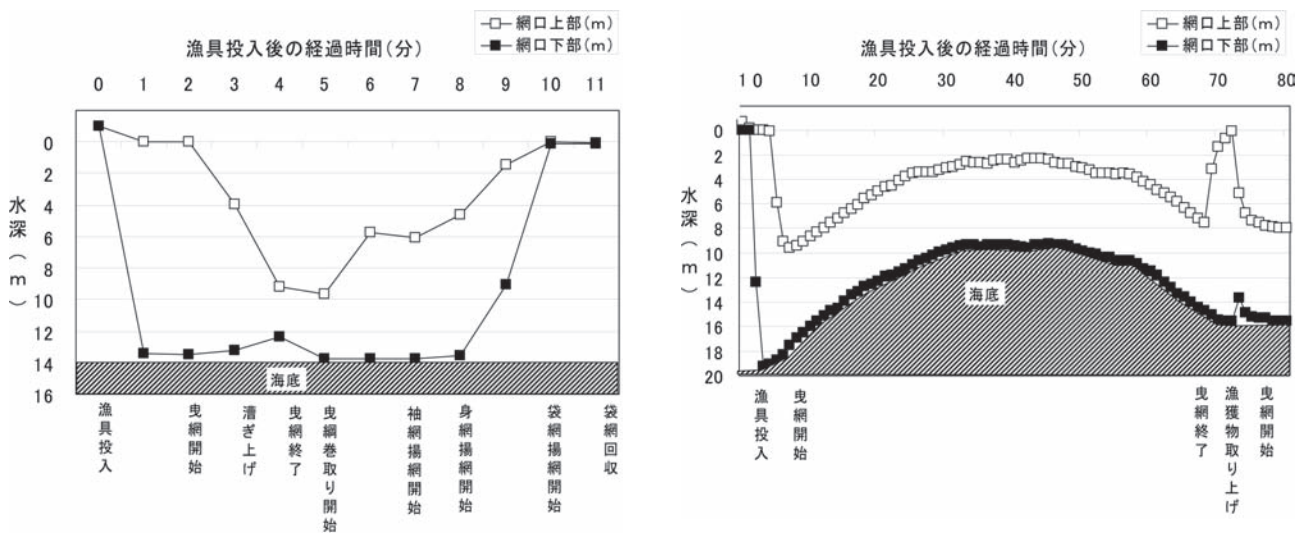 網口上部(m)
網口下部(m)
漁具投入後の経過時間(分)
0 1 2 3 4 5 6 7 8 9 10 11
水深(m)
0
2
4
6
8
10
12
14
16
海底
漁具投入
曳網開始
漕ぎ上げ
曳網終了
曳綱巻取り開始
袖網揚網開始
身網揚網開始
袋網揚網開始
袋網回収
網口上部(m)
網口下部(m)
漁具投入後の経過時間(分)
1 0 10 20 30 40 50 60 70 80
水深(m)
0
2
4
6
8
10
12
14
16
18
20
海底
漁具投入
曳網開始
曳網終了
漁獲物取り上げ
曳網開始